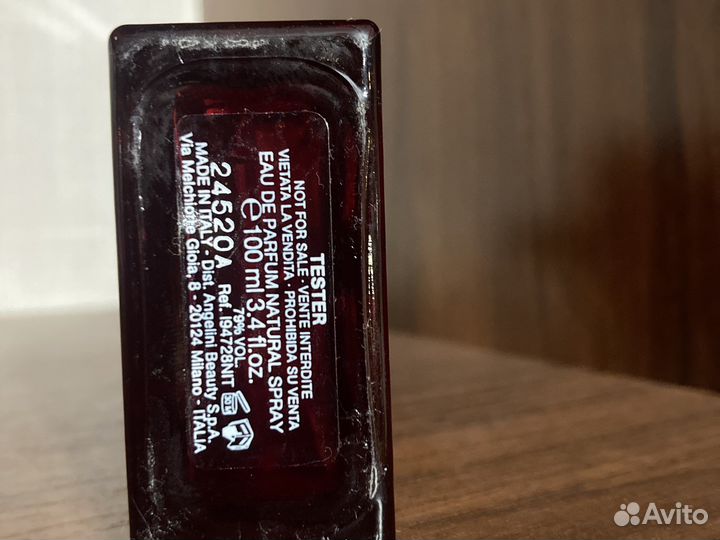 TESTER
NOT FOR SALE - VENTE INTERDITE
VIETATA LA VENDITA - PROHIBIDA SU VENTA
EAU DE PARFUM NATURAL SPRAY
e 100 ml 3.4 fl.oz.
79% VOL.
24520A Ref. I94728NIT
MADE IN ITALY - Dist. Angelini Beauty S.p.A.
Via Melchiorre Gioia, 8 - 20124 Milano - ITALIA
Avito